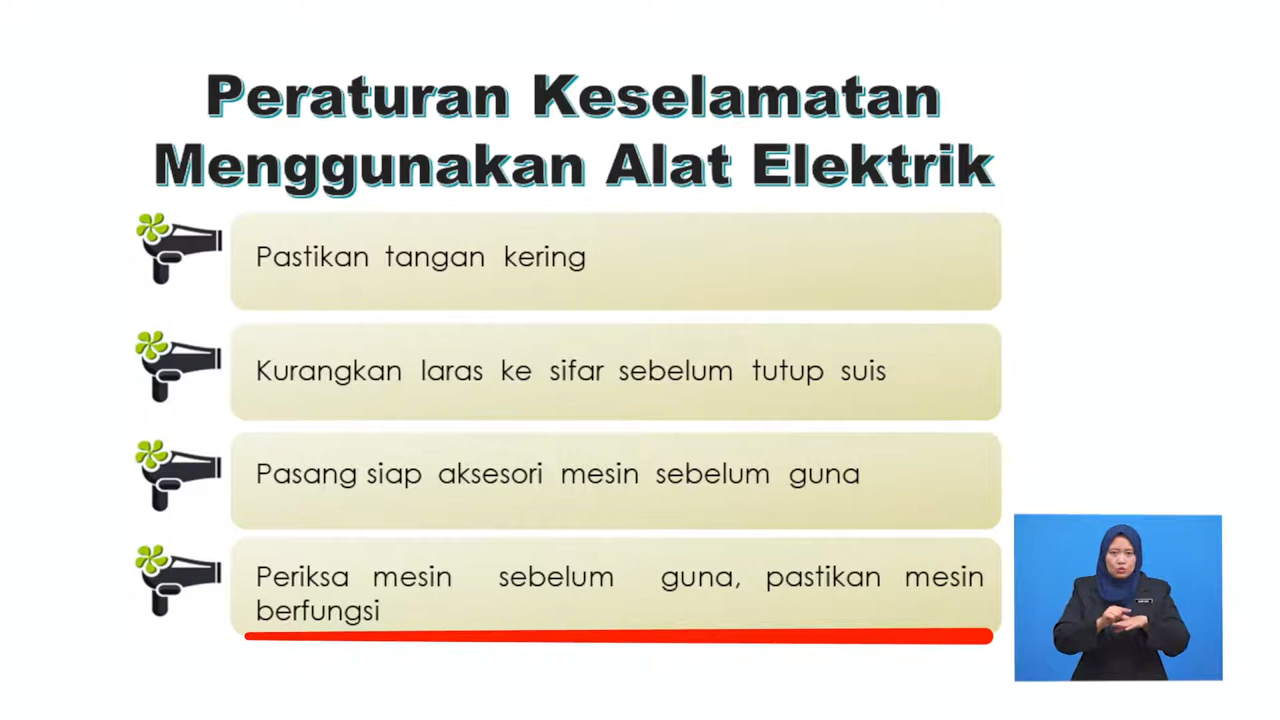 Peraturan Keselamatan
Menggunakan Alat Elektrik
Pastikan tangan kering
Kurangkan laras ke sifar sebelum tutup suis
Pasang siap aksesori mesin sebelum guna
Periksa mesin sebelum guna, pastikan mesin
berfungsi